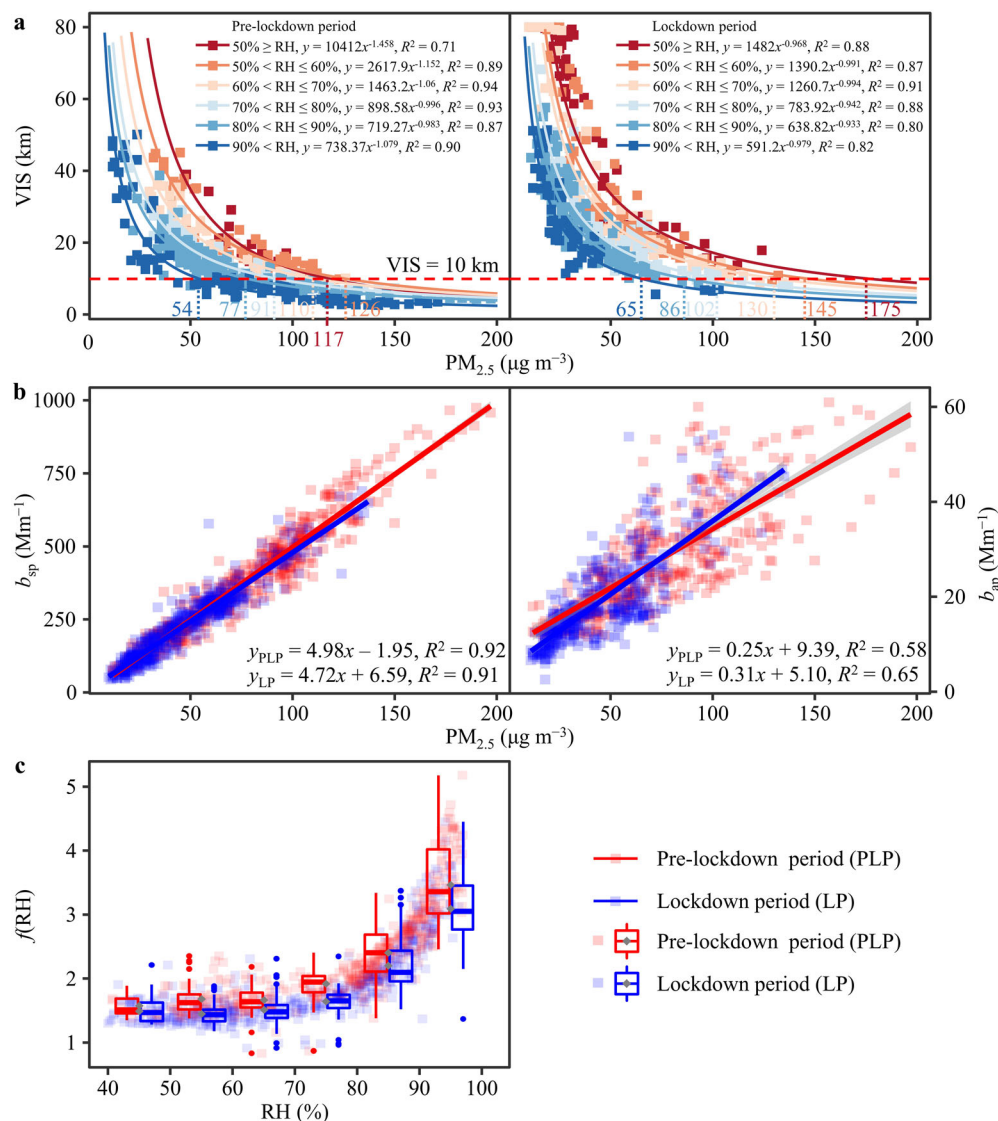 a
Pre-lockdown period
50% ≥ RH, y = 10412x^-1.458, R² = 0.71
50% < RH ≤ 60%, y = 2617.9x^-1.152, R² = 0.89
60% < RH ≤ 70%, y = 1463.2x^-1.06, R² = 0.94
70% < RH ≤ 80%, y = 898.58x^-0.996, R² = 0.93
80% < RH ≤ 90%, y = 719.27x^-0.983, R² = 0.87
90% < RH, y = 738.37x^-1.079, R² = 0.90
Lockdown period
50% ≥ RH, y = 1482x^-0.968, R² = 0.88
50% < RH ≤ 60%, y = 1390.2x^-0.991, R² = 0.87
60% < RH ≤ 70%, y = 1260.7x^-0.994, R² = 0.91
70% < RH ≤ 80%, y = 783.92x^-0.942, R² = 0.88
80% < RH ≤ 90%, y = 638.82x^-0.933, R² = 0.80
90% < RH, y = 591.2x^-0.979, R² = 0.82
VIS (km)
80
60
40
20
0
VIS = 10 km
54 77 91 110 126
117
65 86 102 130 145 175
0 50 100 150 200 50 100 150 200
PM2.5 (μg m⁻³)
b
bsp (Mm⁻¹)
1000
750
500
250
0
yPLP = 4.98x – 1.95, R² = 0.92
yLP = 4.72x + 6.59, R² = 0.91
yPLP = 0.25x + 9.39, R² = 0.58
yLP = 0.31x + 5.10, R² = 0.65
60
40
20
0
bap (Mm⁻¹)
50 100 150 200 50 100 150 200
PM2.5 (μg m⁻³)
c
f(RH)
5
4
3
2
1
40 50 60 70 80 90 100
RH (%)
Pre-lockdown period (PLP)
Lockdown period (LP)
Pre-lockdown period (PLP)
Lockdown period (LP)